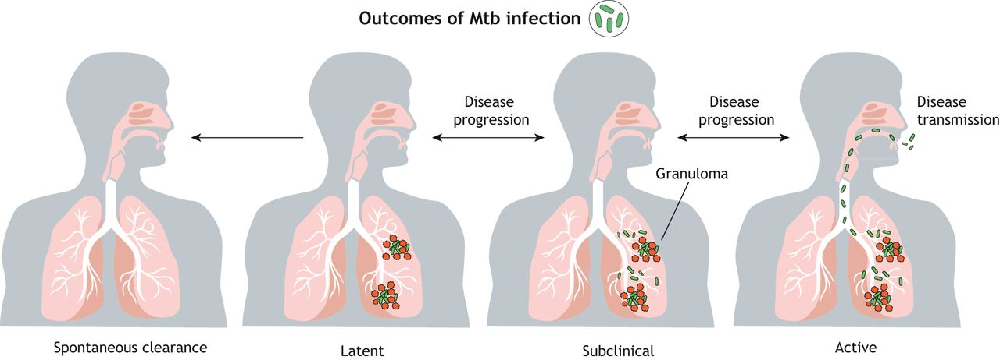 Outcomes of Mtb infection
Disease
progression
Disease
progression
Disease
transmission
Granuloma
Spontaneous clearance
Latent
Subclinical
Active